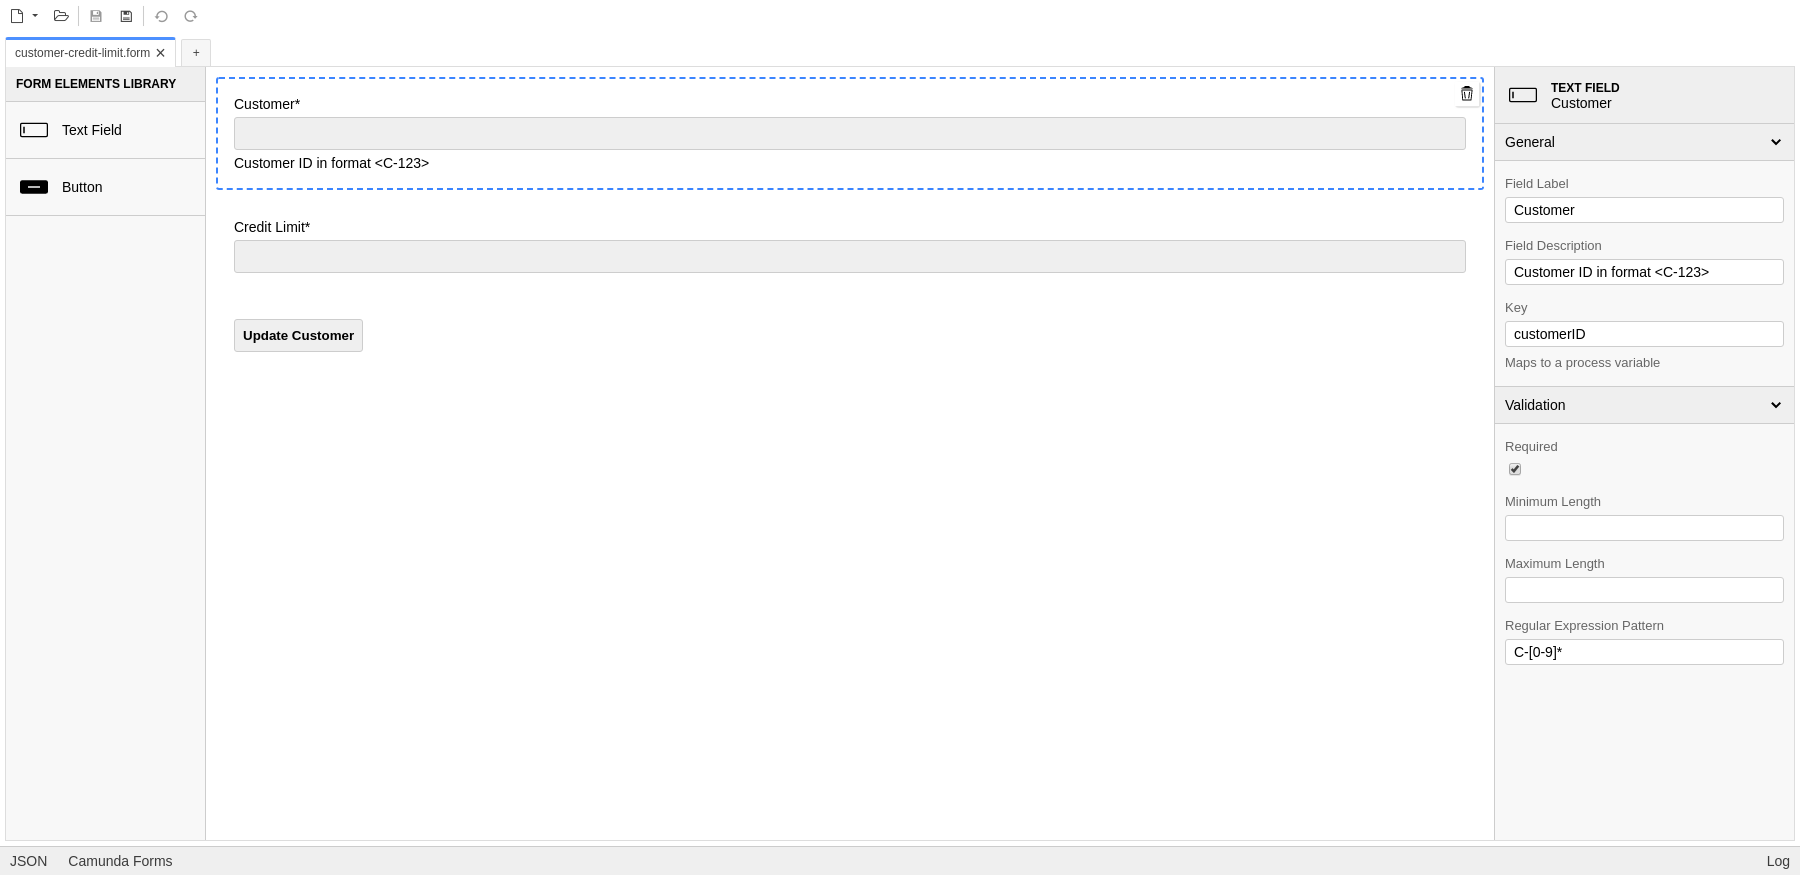 customer-credit-limit.form
+
FORM ELEMENTS LIBRARY
Text Field
Button
Customer*
Customer ID in format <C-123>
Credit Limit*
Update Customer
TEXT FIELD
Customer
General
Field Label
Customer
Field Description
Customer ID in format <C-123>
Key
customerID
Maps to a process variable
Validation
Required
Minimum Length
Maximum Length
Regular Expression Pattern
C-[0-9]*
JSON Camunda Forms Log